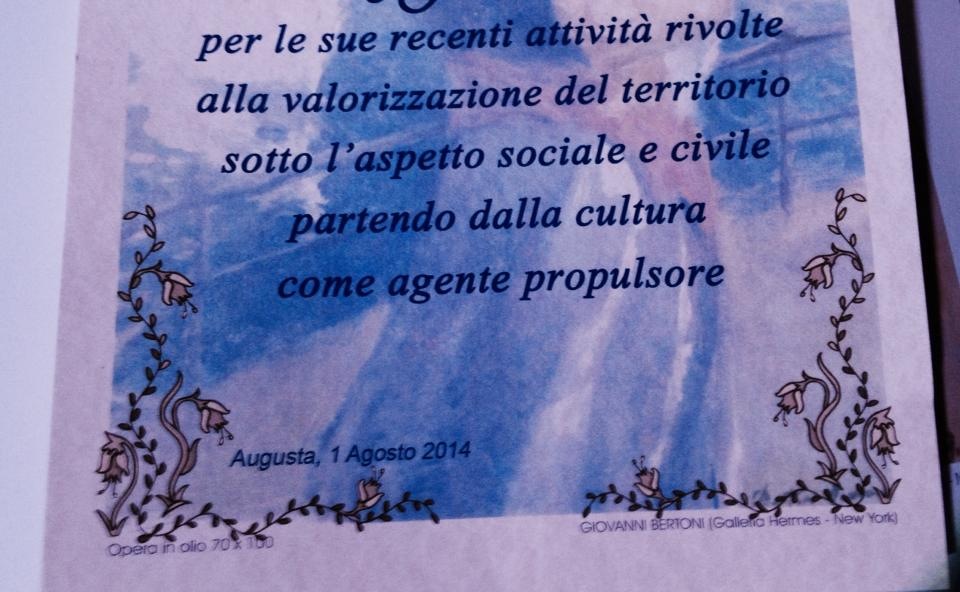 per le sue recenti attività rivolte
alla valorizzazione del territorio
sotto l'aspetto sociale e civile
partendo dalla cultura
come agente propulsore
Augusta, 1 Agosto 2014
Opera in olio 70 x 100
GIOVANNI BERTONI (Galleria Hermes - New York)